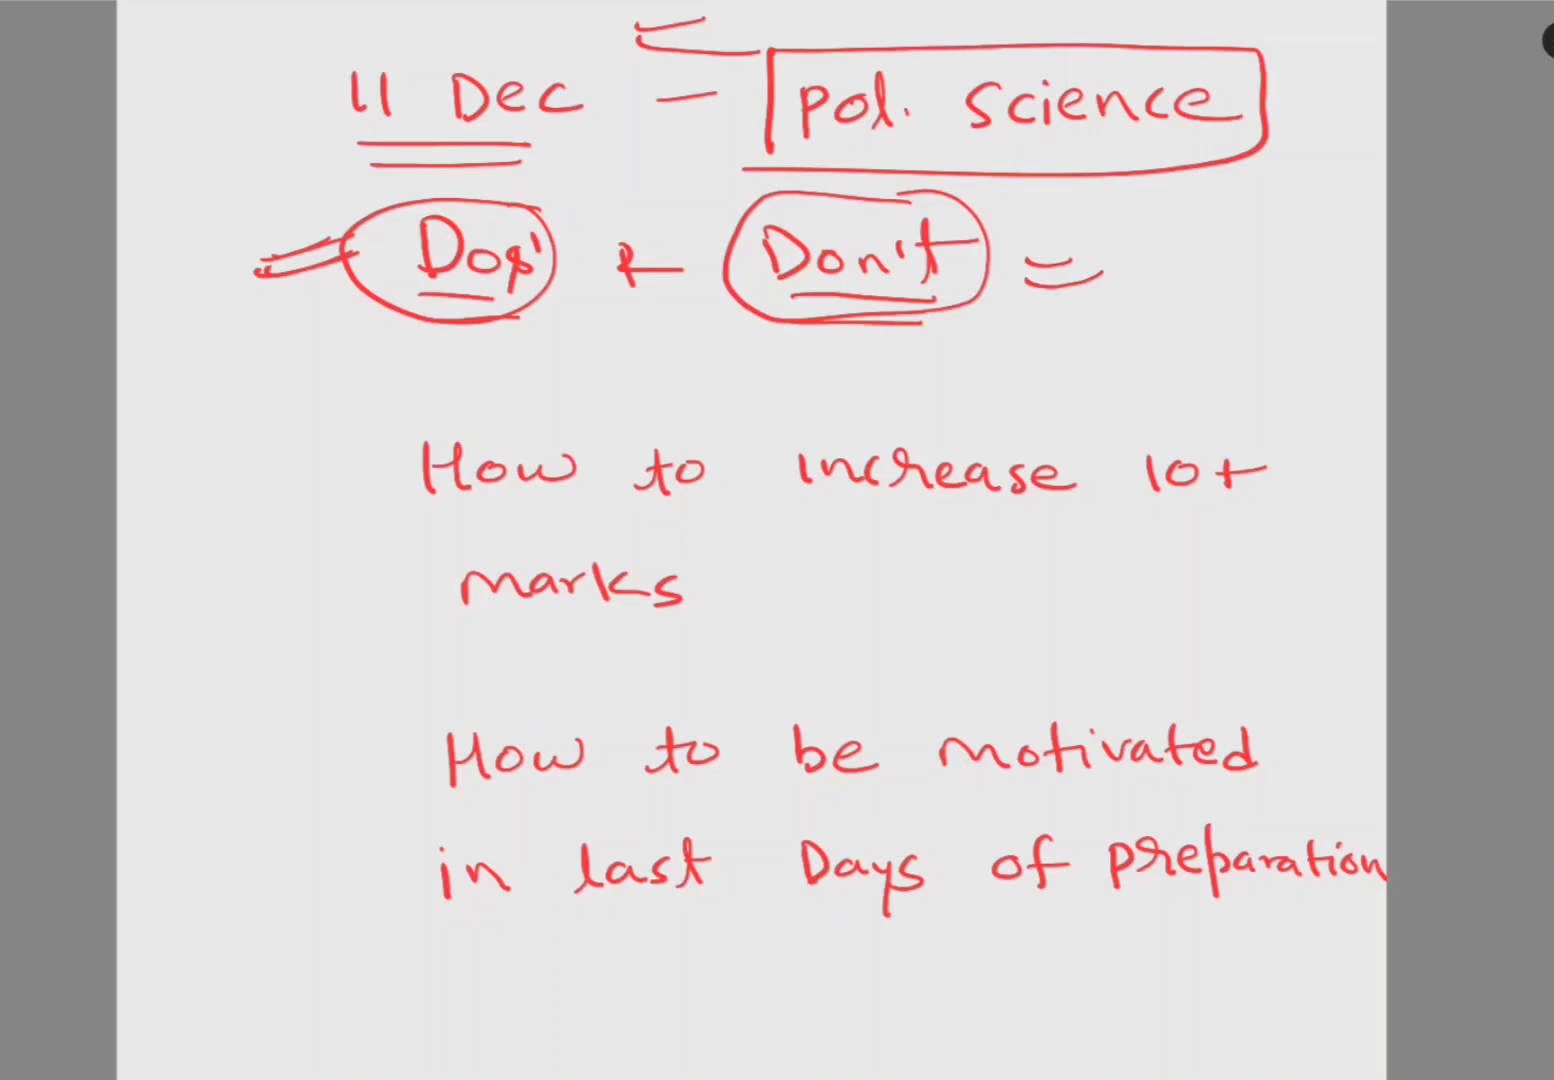 11 Dec - Pol. Science
Dos' & Don't =
How to increase 10+
marks
How to be motivated
in last Days of preparation